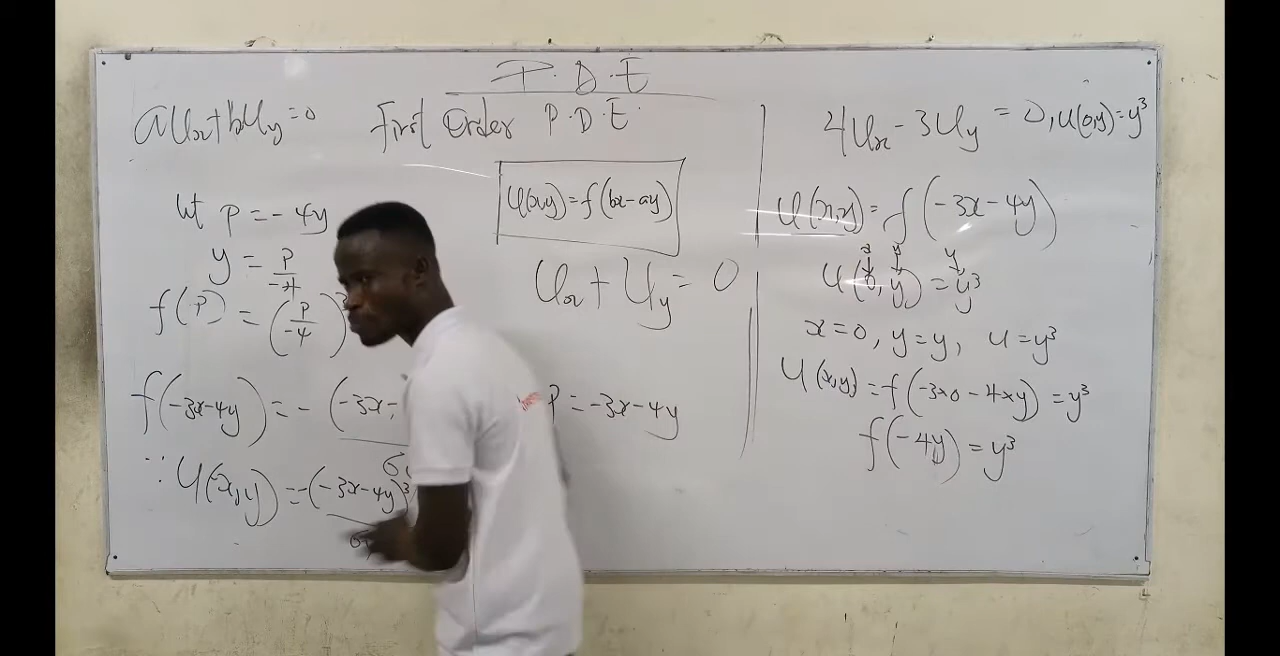 P.D.E
aUx+bUy=0 First Order P.D.E
U(x,y)=f(bx-ay)
Ux + Uy = 0
4Ux - 3Uy = 0, u(0,y)=y³
U(x,y) = f(-3x-4y)
x y y
U(0,y) = y³
x=0, y=y, u=y³
U(x,y) = f(-3x0 - 4xy) = y³
f(-4y) = y³
let P = -4y
y = P/-4
f(P) = (P/-4)
f(-3x-4y) = -(-3x-
P = -3x-4y
∵ U(x,y) = -(-3x-4y)³